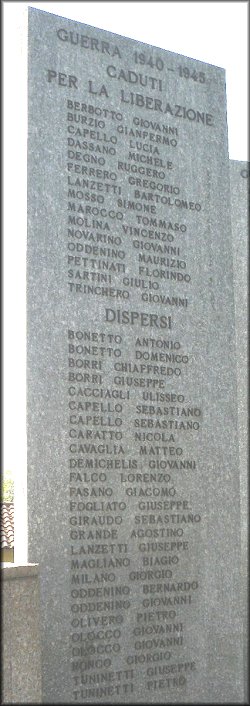 GUERRA 1940-1945
CADUTI
PER LA LIBERAZIONE
BERBOTTO GIOVANNI
BURZIO GIANFERMO
CAPELLO LUCIA
DASSANO MICHELE
DEGNO RUGGERO
FERRERO GREGORIO
LANZETTI BARTOLOMEO
MOSSO SIMONE
MAROCCO TOMMASO
MOLINA VINCENZO
NOVARINO GIOVANNI
ODDENINO MAURIZIO
PETTINATI FLORINDO
SARTINI GIULIO
TRINCHERO GIOVANNI
DISPERSI
BONETTO ANTONIO
BONETTO DOMENICO
BORRI CHIAFFREDO
BORRI GIUSEPPE
CACCIAGLI ULISSEO
CAPELLO SEBASTIANO
CAPELLO SEBASTIANO
CARATTO NICOLA
CAVAGLIA MATTEO
DEMICHELIS GIOVANNI
FALCO LORENZO
FASANO GIACOMO
FOGLIATO GIUSEPPE
GIRAUDO SEBASTIANO
GRANDE AGOSTINO
LANZETTI GIUSEPPE
MAGLIANO BIAGIO
MILANO GIORGIO
ODDENINO BERNARDO
ODDENINO GIOVANNI
OLIVERO PIETRO
OLOCCO GIOVANNI
OLOCCO GIOVANNI
RONCO GIORGIO
TUNINETTI GIUSEPPE
TUNINETTI PIETRO